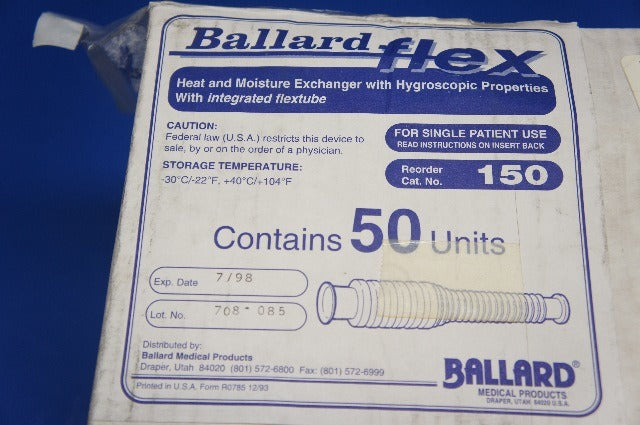 Ballard flex
Heat and Moisture Exchanger with Hygroscopic Properties
With integrated flextube
CAUTION:
Federal law (U.S.A.) restricts this device to
sale, by or on the order of a physician.
STORAGE TEMPERATURE:
-30°C/-22°F, +40°C/+104°F
FOR SINGLE PATIENT USE
READ INSTRUCTIONS ON INSERT BACK
Reorder
Cat. No. 150
Contains 50 Units
Exp. Date 7/98
Lot. No. 708-085
Distributed by:
Ballard Medical Products
Draper, Utah 84020 (801) 572-6800 Fax: (801) 572-6999
Printed in U.S.A. Form R0785 12/93
BALLARD®
MEDICAL PRODUCTS
DRAPER, UTAH 84020 U.S.A.